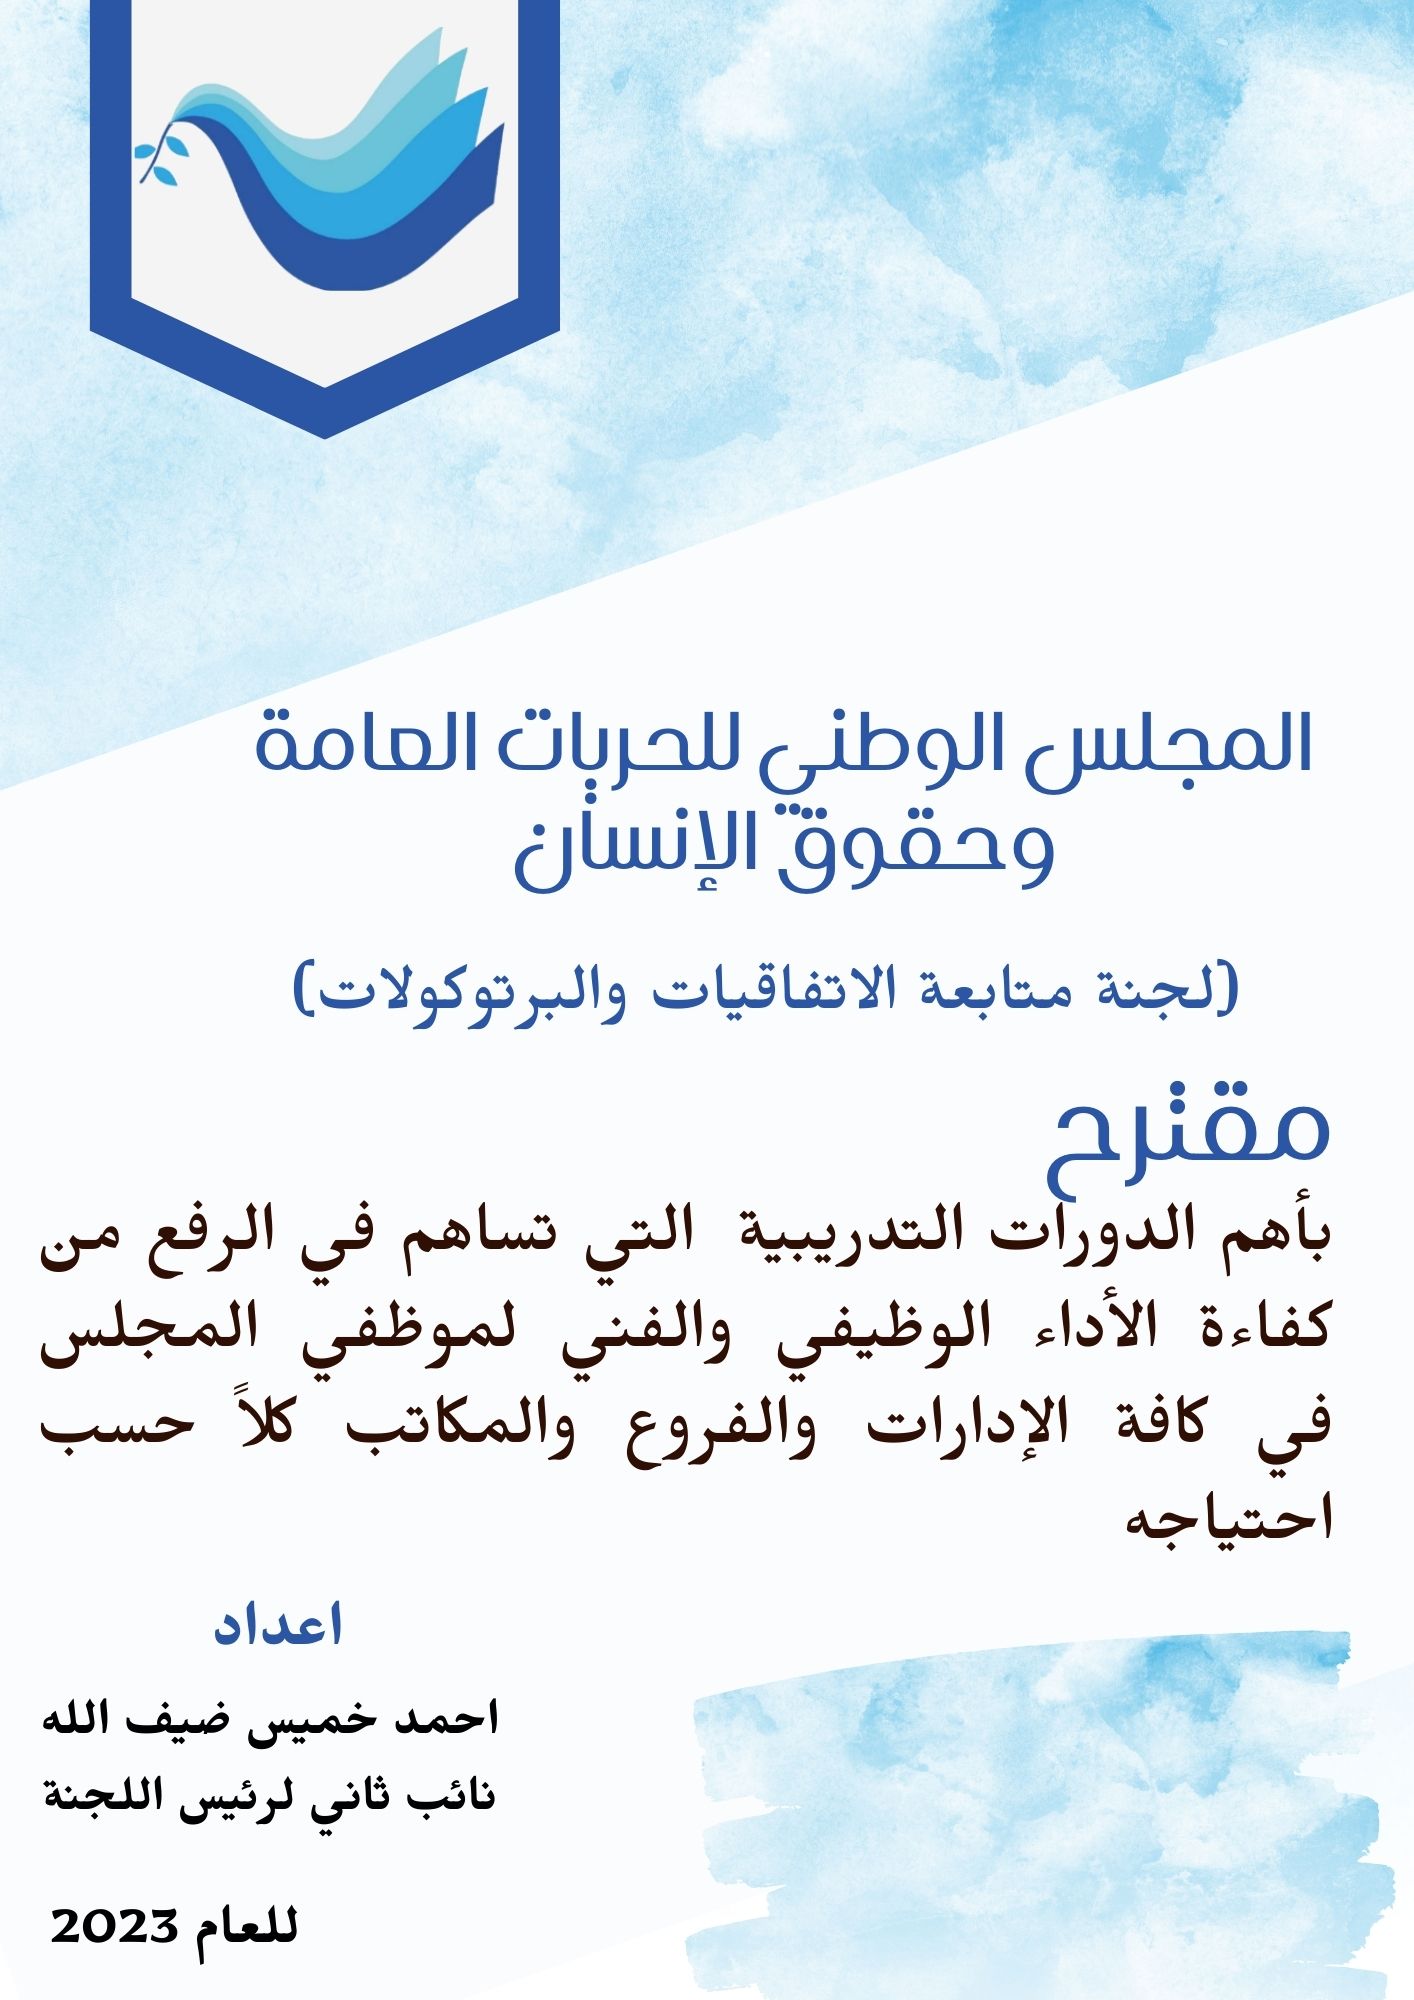 المجلس الوطني للحريات العامة
وحقوق الإنسان
(لجنة متابعة الاتفاقيات والبرتوكولات)
مقترح
بأهم الدورات التدريبية التي تساهم في الرفع من
كفاءة الأداء الوظيفي والفني لموظفي المجلس
في كافة الإدارات والفروع والمكاتب كلاً حسب
احتياجه
اعداد
احمد خميس ضيف الله
نائب ثاني لرئيس اللجنة
للعام 2023